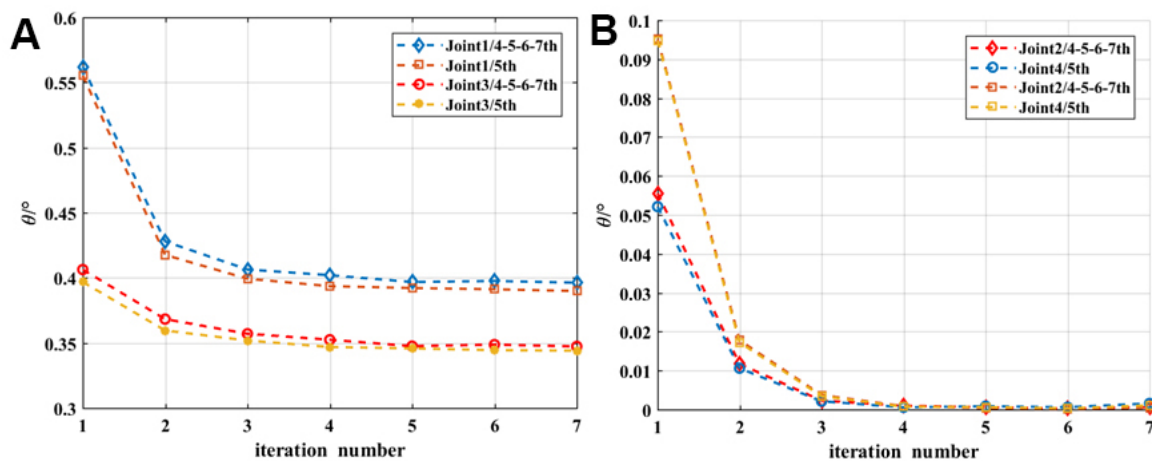 A
0.6
0.55
0.5
0.45
0.4
0.35
0.3
θ/°
1 2 3 4 5 6 7
iteration number
Joint1/4-5-6-7th
Joint1/5th
Joint3/4-5-6-7th
Joint3/5th
B
0.1
0.09
0.08
0.07
0.06
0.05
0.04
0.03
0.02
0.01
0
θ/°
1 2 3 4 5 6 7
iteration number
Joint2/4-5-6-7th
Joint4/5th
Joint2/4-5-6-7th
Joint4/5th